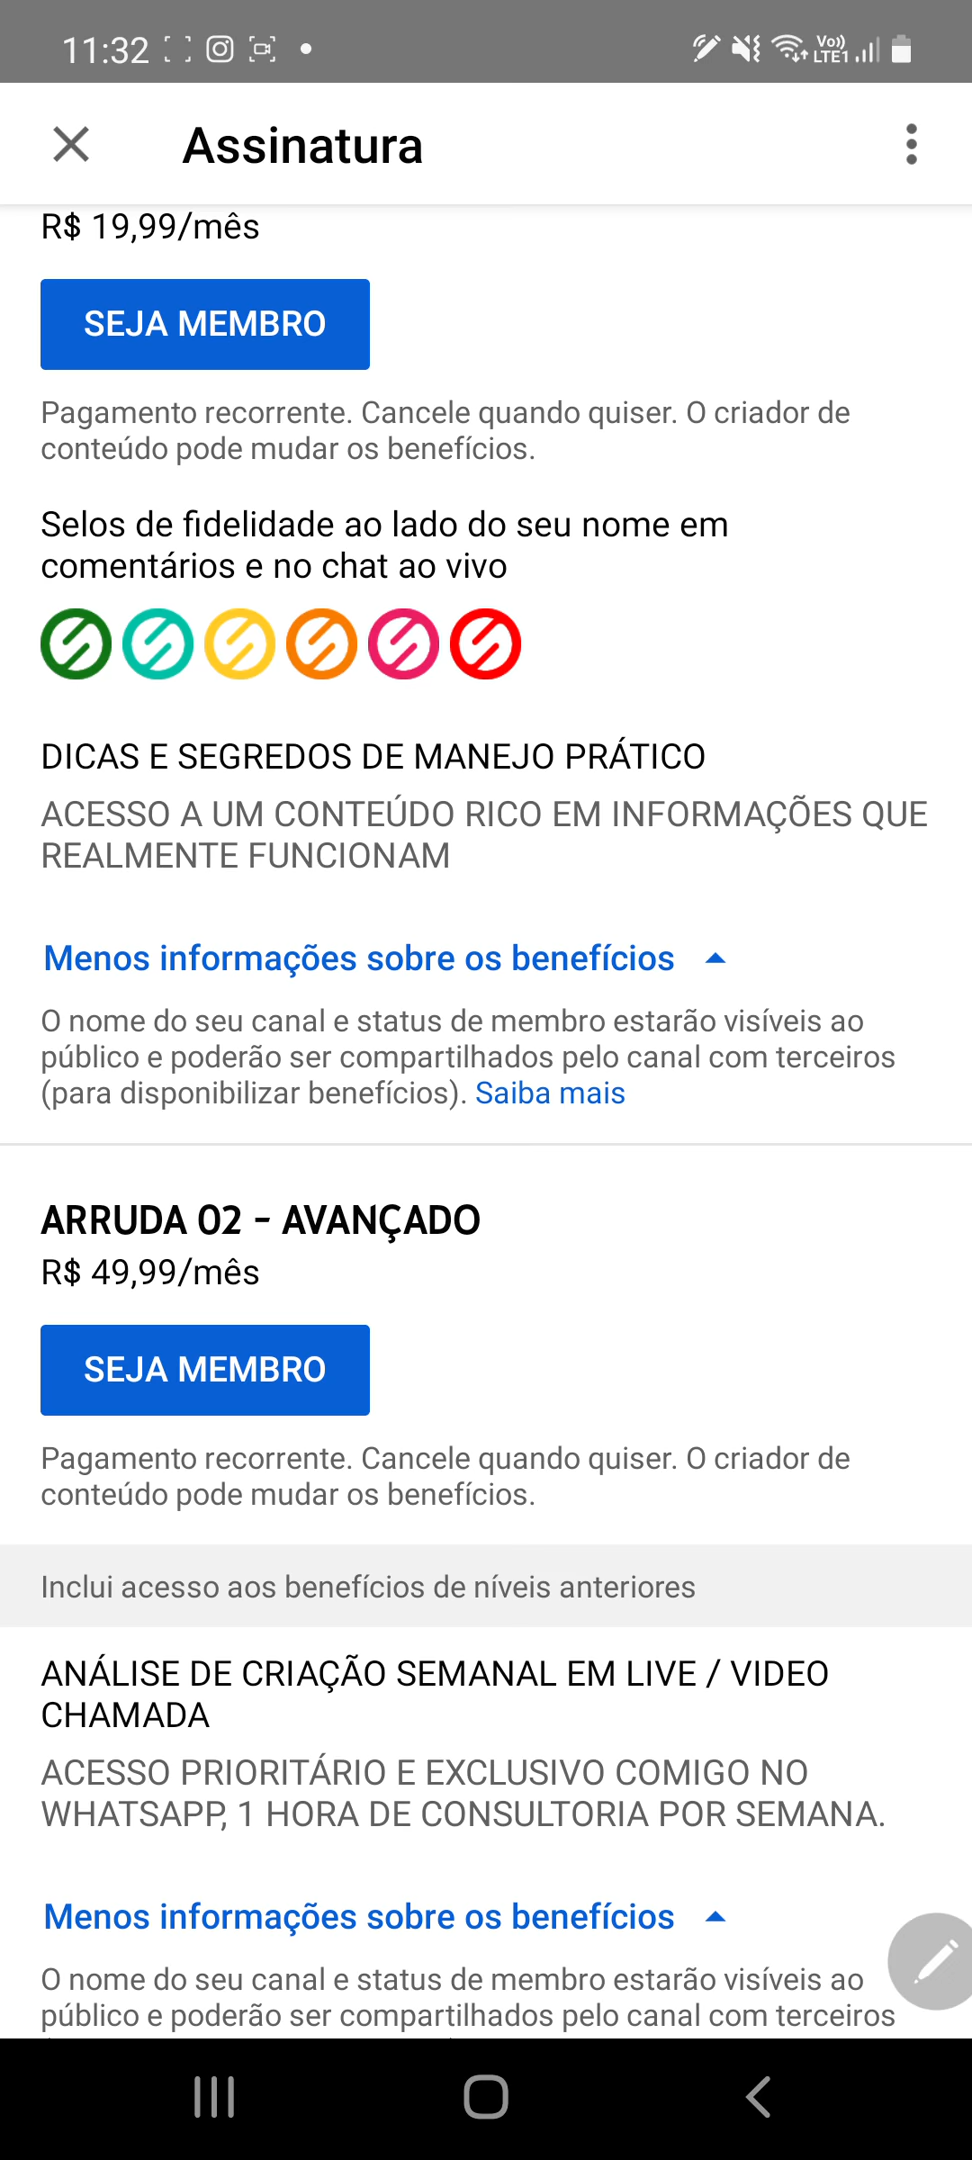 11:32
Vo))
LTE1
Assinatura
R$ 19,99/mês
SEJA MEMBRO
Pagamento recorrente. Cancele quando quiser. O criador de
conteúdo pode mudar os benefícios.
Selos de fidelidade ao lado do seu nome em
comentários e no chat ao vivo
DICAS E SEGREDOS DE MANEJO PRÁTICO
ACESSO A UM CONTEÚDO RICO EM INFORMAÇÕES QUE
REALMENTE FUNCIONAM
Menos informações sobre os benefícios
O nome do seu canal e status de membro estarão visíveis ao
público e poderão ser compartilhados pelo canal com terceiros
(para disponibilizar benefícios). Saiba mais
ARRUDA 02 - AVANÇADO
R$ 49,99/mês
SEJA MEMBRO
Pagamento recorrente. Cancele quando quiser. O criador de
conteúdo pode mudar os benefícios.
Inclui acesso aos benefícios de níveis anteriores
ANÁLISE DE CRIAÇÃO SEMANAL EM LIVE / VIDEO
CHAMADA
ACESSO PRIORITÁRIO E EXCLUSIVO COMIGO NO
WHATSAPP, 1 HORA DE CONSULTORIA POR SEMANA.
Menos informações sobre os benefícios
O nome do seu canal e status de membro estarão visíveis ao
público e poderão ser compartilhados pelo canal com terceiros